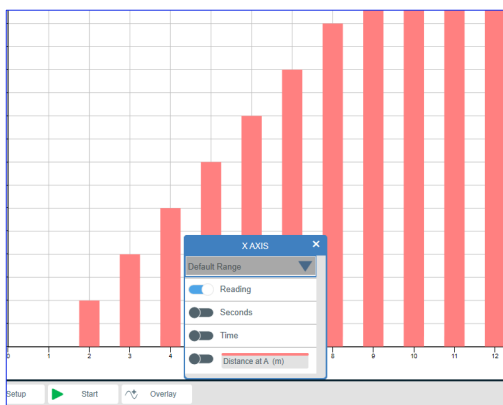 X AXIS ×
Default Range
Reading
Seconds
Time
Distance at A (m)
0 1 2 3 4 8 9 10 11 12
Setup Start Overlay